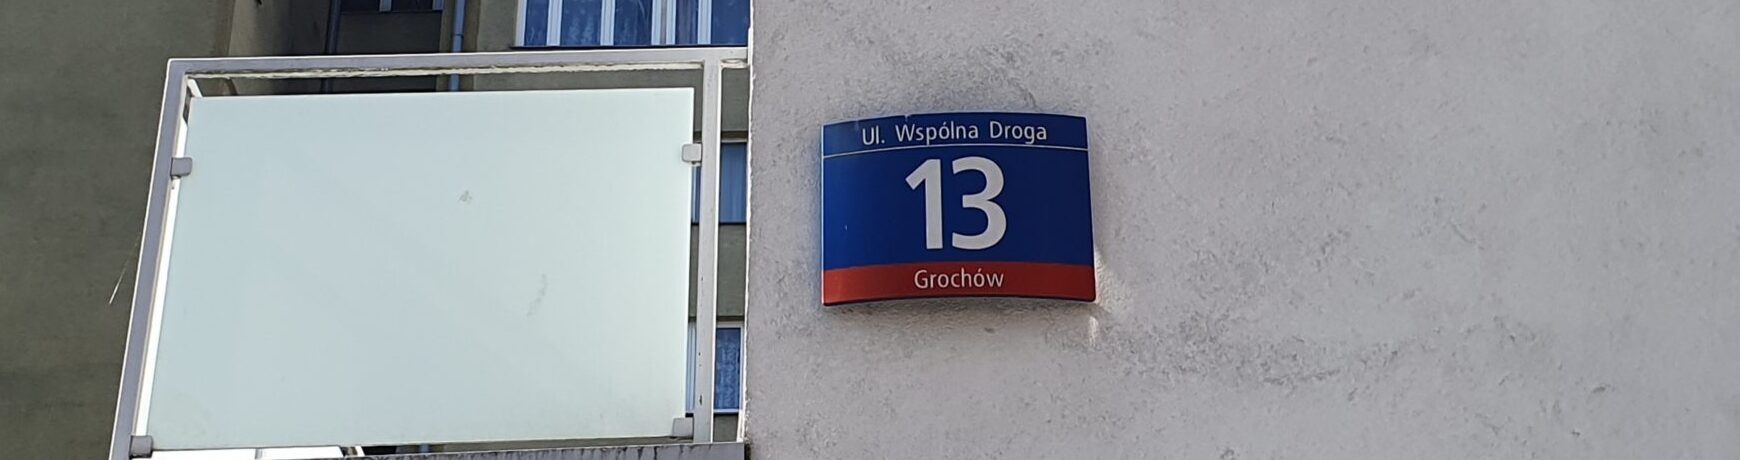 Ul. Wspólna Droga
13
Grochów